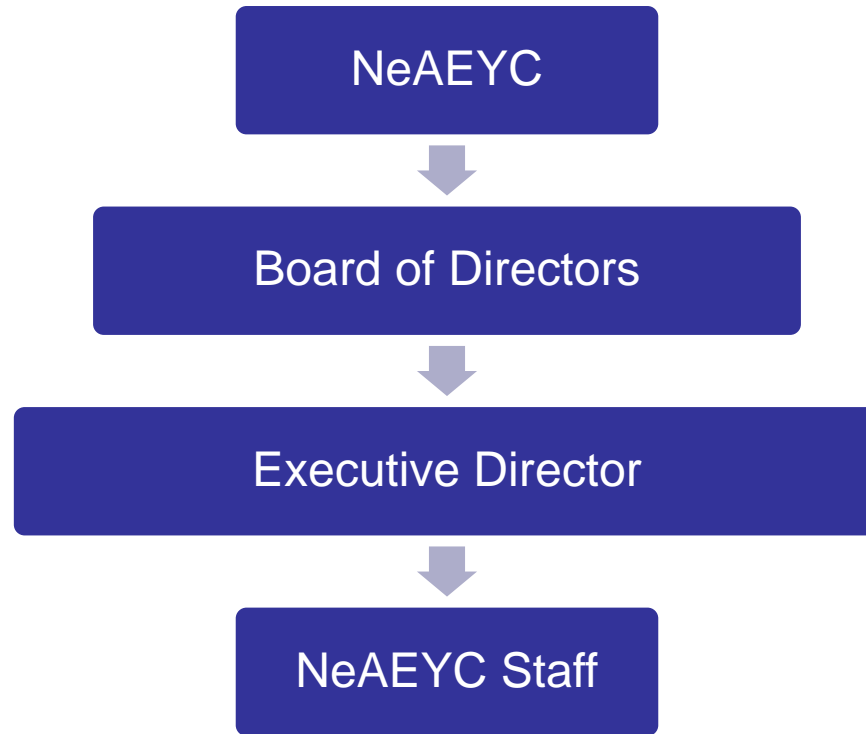 NeAEYC
Board of Directors
Executive Director
NeAEYC Staff